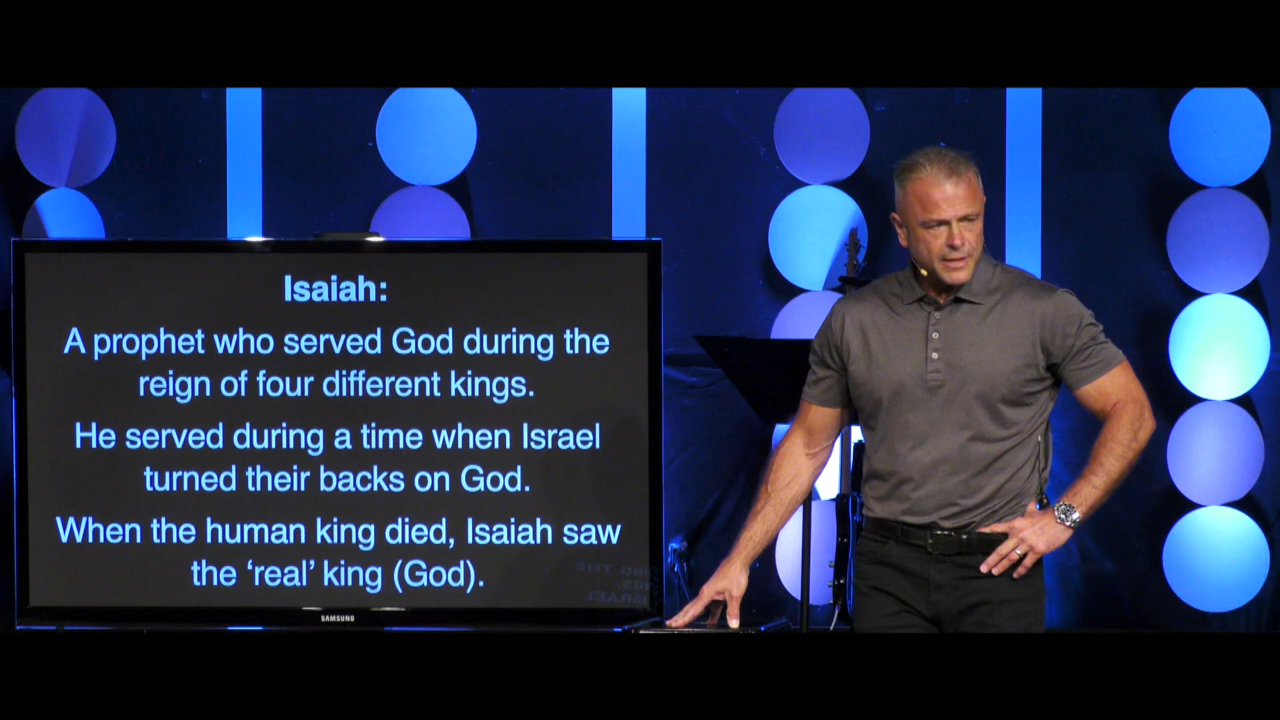 Isaiah:
A prophet who served God during the
reign of four different kings.
He served during a time when Israel
turned their backs on God.
When the human king died, Isaiah saw
the ‘real’ king (God).
SAMSUNG